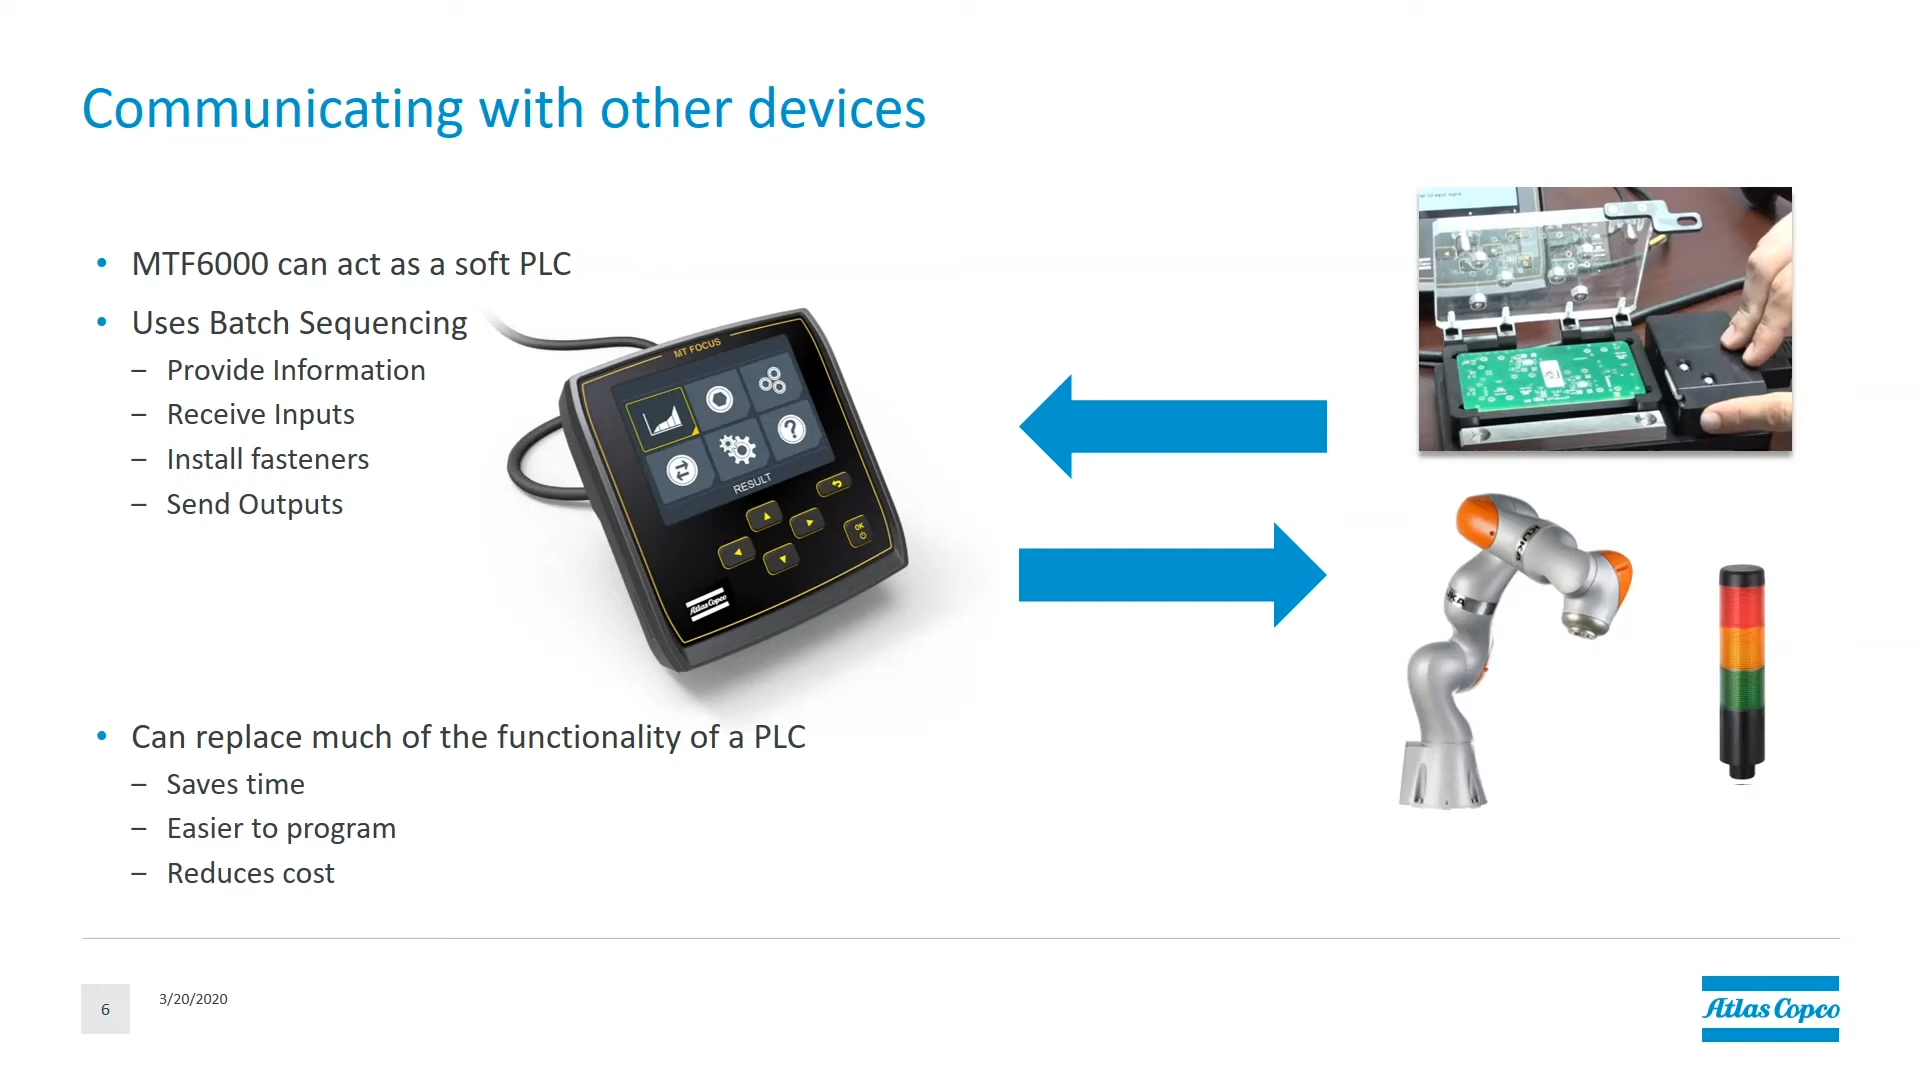 Communicating with other devices
• MTF6000 can act as a soft PLC
• Uses Batch Sequencing
– Provide Information
– Receive Inputs
– Install fasteners
– Send Outputs
MT FOCUS
?
RESULT
OK
Atlas Copco
KUKA
• Can replace much of the functionality of a PLC
– Saves time
– Easier to program
– Reduces cost
6
3/20/2020
Atlas Copco